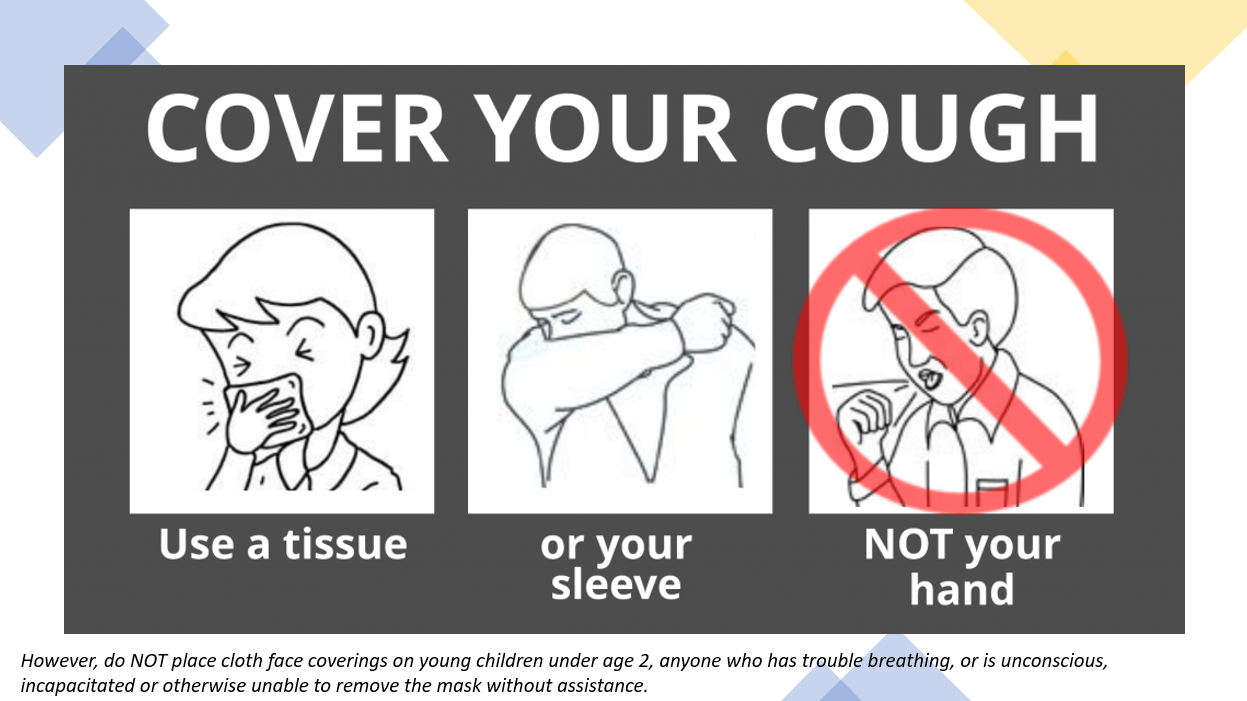 COVER YOUR COUGH
Use a tissue
or your
sleeve
NOT your
hand
However, do NOT place cloth face coverings on young children under age 2, anyone who has trouble breathing, or is unconscious,
incapacitated or otherwise unable to remove the mask without assistance.